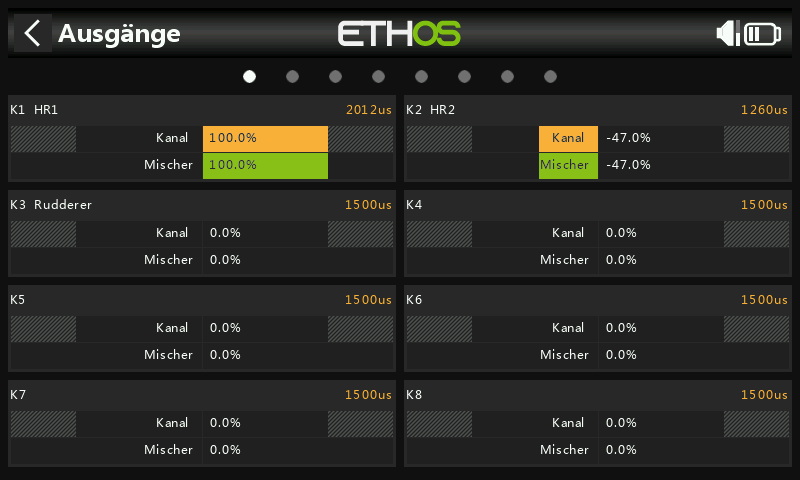 Ausgänge
ETHOS
K1 HR1 2012us
Kanal 100.0%
Mischer 100.0%
K2 HR2 1260us
Kanal -47.0%
Mischer -47.0%
K3 Rudderer 1500us
Kanal 0.0%
Mischer 0.0%
K4 1500us
Kanal 0.0%
Mischer 0.0%
K5 1500us
Kanal 0.0%
Mischer 0.0%
K6 1500us
Kanal 0.0%
Mischer 0.0%
K7 1500us
Kanal 0.0%
Mischer 0.0%
K8 1500us
Kanal 0.0%
Mischer 0.0%